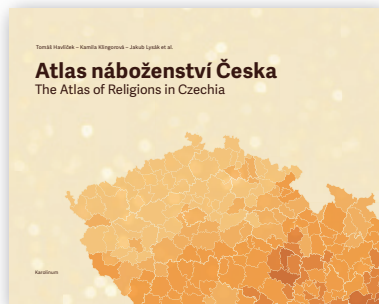 Tomáš Havlíček – Kamila Klingorová – Jakub Lysák et al.
Atlas náboženství Česka
The Atlas of Religions in Czechia
Karolinum